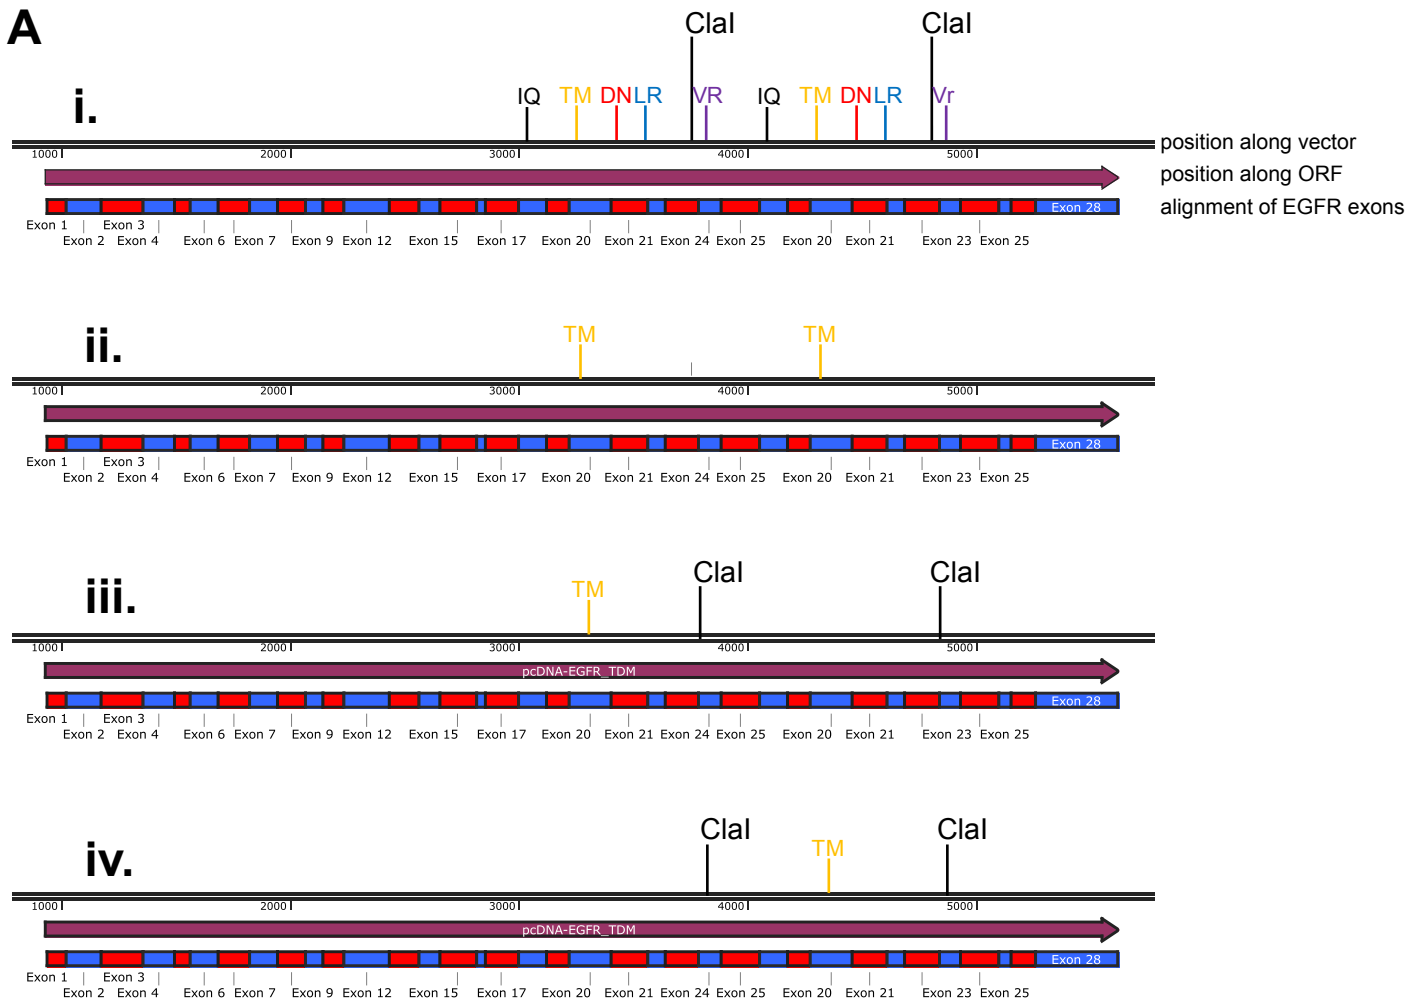 A
ClaI ClaI
i.
IQ TM DN LR VR IQ TM DN LR Vr
position along vector
1000 2000 3000 4000 5000
position along ORF
alignment of EGFR exons
Exon 28
Exon 1 Exon 3
Exon 2 Exon 4 Exon 6 Exon 7 Exon 9 Exon 12 Exon 15 Exon 17 Exon 20 Exon 21 Exon 24 Exon 25 Exon 20 Exon 21 Exon 23 Exon 25
ii.
TM TM
1000 2000 3000 4000 5000
Exon 28
Exon 1 Exon 3
Exon 2 Exon 4 Exon 6 Exon 7 Exon 9 Exon 12 Exon 15 Exon 17 Exon 20 Exon 21 Exon 24 Exon 25 Exon 20 Exon 21 Exon 23 Exon 25
iii.
TM ClaI ClaI
1000 2000 3000 4000 5000
pcDNA-EGFR_TDM
Exon 28
Exon 1 Exon 3
Exon 2 Exon 4 Exon 6 Exon 7 Exon 9 Exon 12 Exon 15 Exon 17 Exon 20 Exon 21 Exon 24 Exon 25 Exon 20 Exon 21 Exon 23 Exon 25
iv.
ClaI TM ClaI
1000 2000 3000 4000 5000
pcDNA-EGFR_TDM
Exon 28
Exon 1 Exon 3
Exon 2 Exon 4 Exon 6 Exon 7 Exon 9 Exon 12 Exon 15 Exon 17 Exon 20 Exon 21 Exon 24 Exon 25 Exon 20 Exon 21 Exon 23 Exon 25